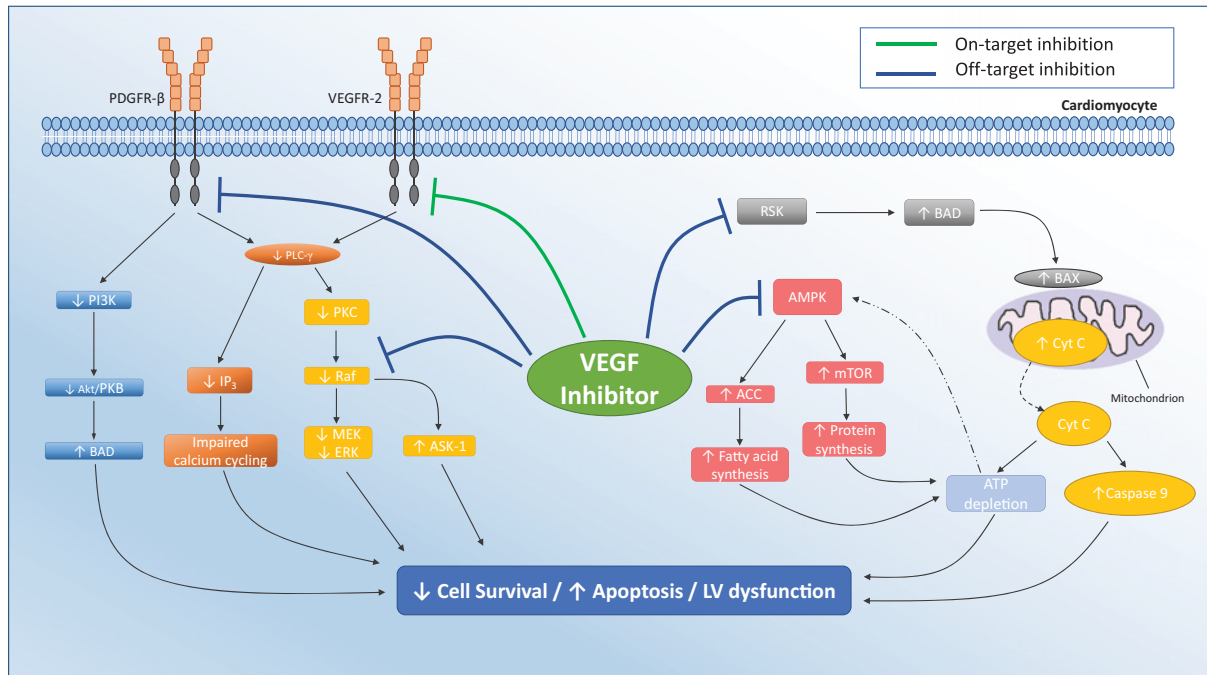 On-target inhibition
Off-target inhibition
PDGFR-β
VEGFR-2
Cardiomyocyte
RSK
↑ BAD
↓ PLC-γ
↑ BAX
↓ PI3K
↓ PKC
AMPK
↑ Cyt C
VEGF
Inhibitor
↓ Akt/PKB
↓ IP₃
↓ Raf
↑ ACC
↑ mTOR
Mitochondrion
Cyt C
↑ BAD
Impaired
calcium cycling
↓ MEK
↓ ERK
↑ ASK-1
↑ Fatty acid
synthesis
↑ Protein
synthesis
ATP
depletion
↑Caspase 9
↓ Cell Survival / ↑ Apoptosis / LV dysfunction